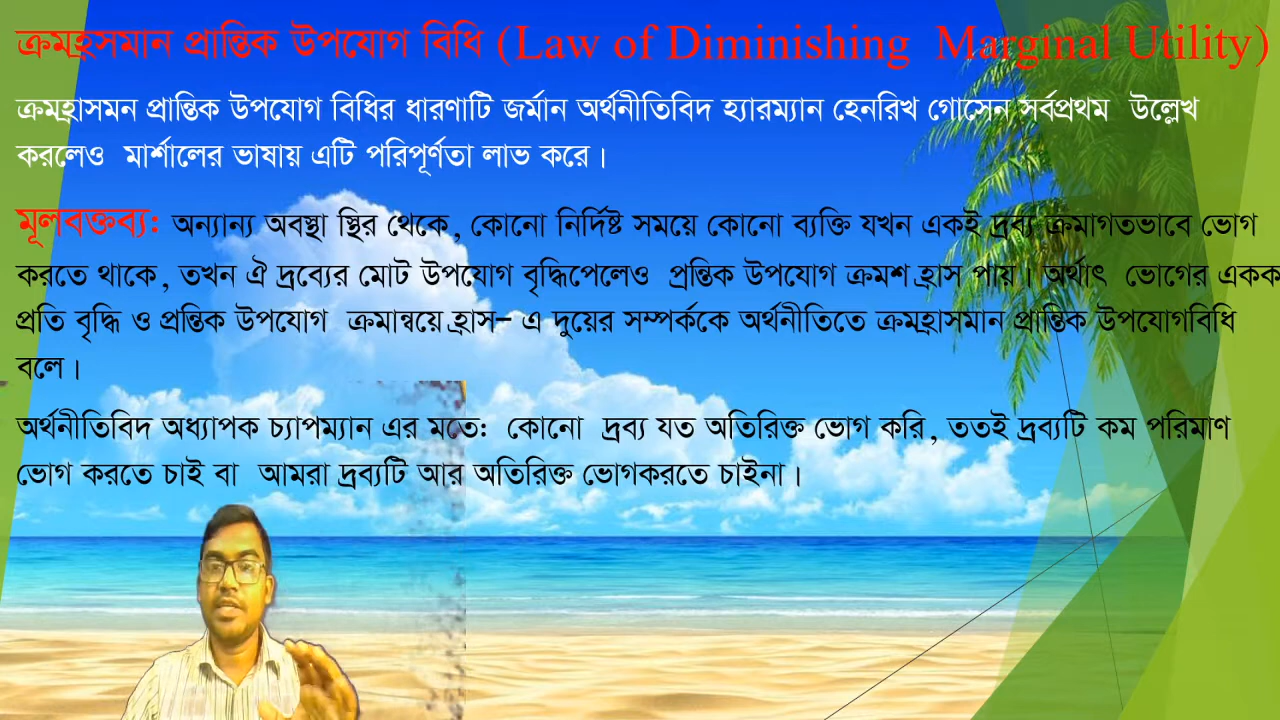 ক্রমহ্রসমান প্রান্তিক উপযোগ বিধি (Law of Diminishing Marginal Utility)
ক্রমহ্রাসমন প্রান্তিক উপযোগ বিধির ধারণাটি জর্মান অর্থনীতিবিদ হ্যারম্যান হেনরিখ গোসেন সর্বপ্রথম উল্লেখ
করলেও মার্শালের ভাষায় এটি পরিপূর্ণতা লাভ করে।
মূলবক্তব্য: অন্যান্য অবস্থা স্থির থেকে, কোনো নির্দিষ্ট সময়ে কোনো ব্যক্তি যখন একই দ্রব্য ক্রমাগতভাবে ভোগ
করতে থাকে, তখন ঐ দ্রব্যের মোট উপযোগ বৃদ্ধিপেলেও প্রন্তিক উপযোগ ক্রমশ হ্রাস পায়। অর্থাৎ ভোগের একক
প্রতি বৃদ্ধি ও প্রন্তিক উপযোগ ক্রমান্বয়ে হ্রাস– এ দুয়ের সম্পর্ককে অর্থনীতিতে ক্রমহ্রাসমান প্রান্তিক উপযোগবিধি
বলে।
অর্থনীতিবিদ অধ্যাপক চ্যাপম্যান এর মতে: কোনো দ্রব্য যত অতিরিক্ত ভোগ করি, ততই দ্রব্যটি কম পরিমাণ
ভোগ করতে চাই বা আমরা দ্রব্যটি আর অতিরিক্ত ভোগকরতে চাইনা।